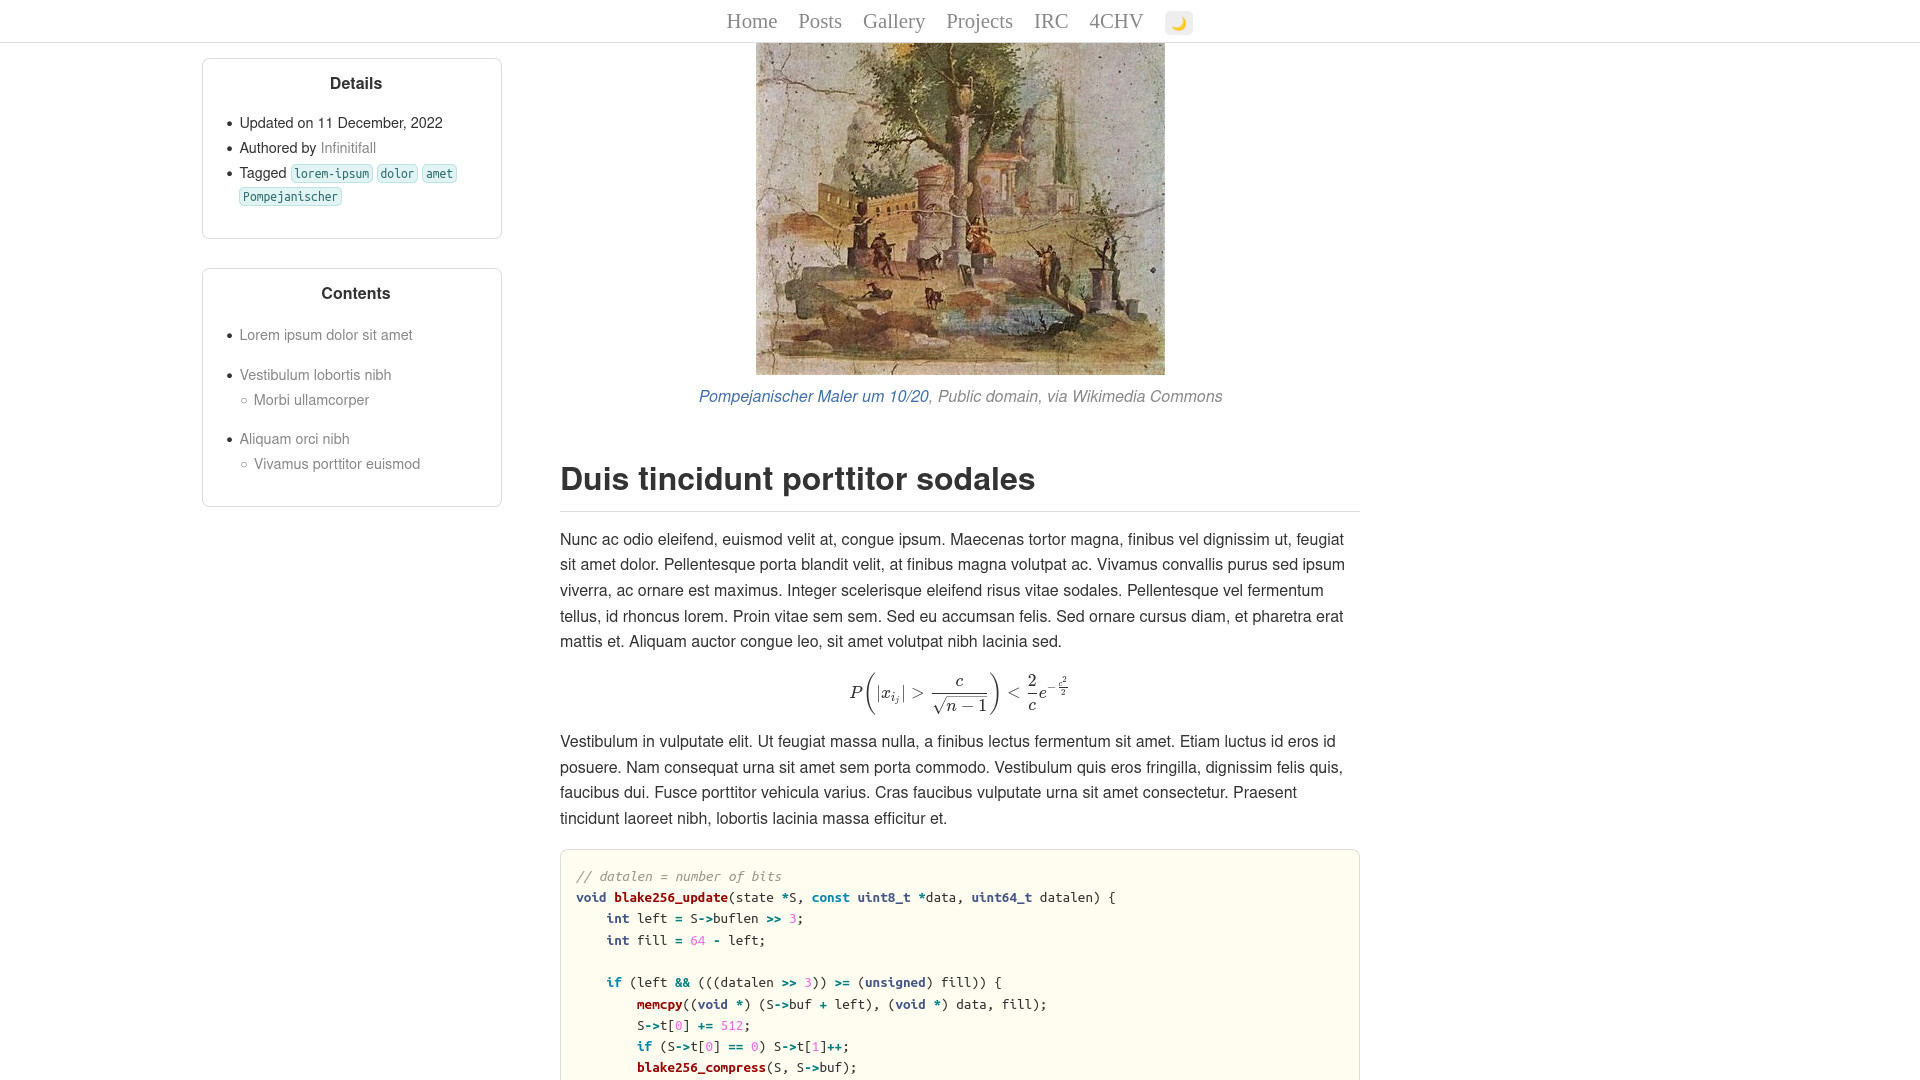 Home Posts Gallery Projects IRC 4CHV
Details
• Updated on 11 December, 2022
• Authored by Infinitifall
• Tagged lorem-ipsum dolor amet
Pompejanischer
Contents
• Lorem ipsum dolor sit amet
• Vestibulum lobortis nibh
○ Morbi ullamcorper
• Aliquam orci nibh
○ Vivamus porttitor euismod
Pompejanischer Maler um 10/20, Public domain, via Wikimedia Commons
Duis tincidunt porttitor sodales
Nunc ac odio eleifend, euismod velit at, congue ipsum. Maecenas tortor magna, finibus vel dignissim ut, feugiat
sit amet dolor. Pellentesque porta blandit velit, at finibus magna volutpat ac. Vivamus convallis purus sed ipsum
viverra, ac ornare est maximus. Integer scelerisque eleifend risus vitae sodales. Pellentesque vel fermentum
tellus, id rhoncus lorem. Proin vitae sem sem. Sed eu accumsan felis. Sed ornare cursus diam, et pharetra erat
mattis et. Aliquam auctor congue leo, sit amet volutpat nibh lacinia sed.
P(|x_{i_j}| > c/√(n − 1)) < 2/c e^{−c²/2}
Vestibulum in vulputate elit. Ut feugiat massa nulla, a finibus lectus fermentum sit amet. Etiam luctus id eros id
posuere. Nam consequat urna sit amet sem porta commodo. Vestibulum quis eros fringilla, dignissim felis quis,
faucibus dui. Fusce porttitor vehicula varius. Cras faucibus vulputate urna sit amet consectetur. Praesent
tincidunt laoreet nibh, lobortis lacinia massa efficitur et.
// datalen = number of bits
void blake256_update(state *S, const uint8_t *data, uint64_t datalen) {
    int left = S->buflen >> 3;
    int fill = 64 - left;
    if (left && (((datalen >> 3)) >= (unsigned) fill)) {
        memcpy((void *) (S->buf + left), (void *) data, fill);
        S->t[0] += 512;
        if (S->t[0] == 0) S->t[1]++;
        blake256_compress(S, S->buf);